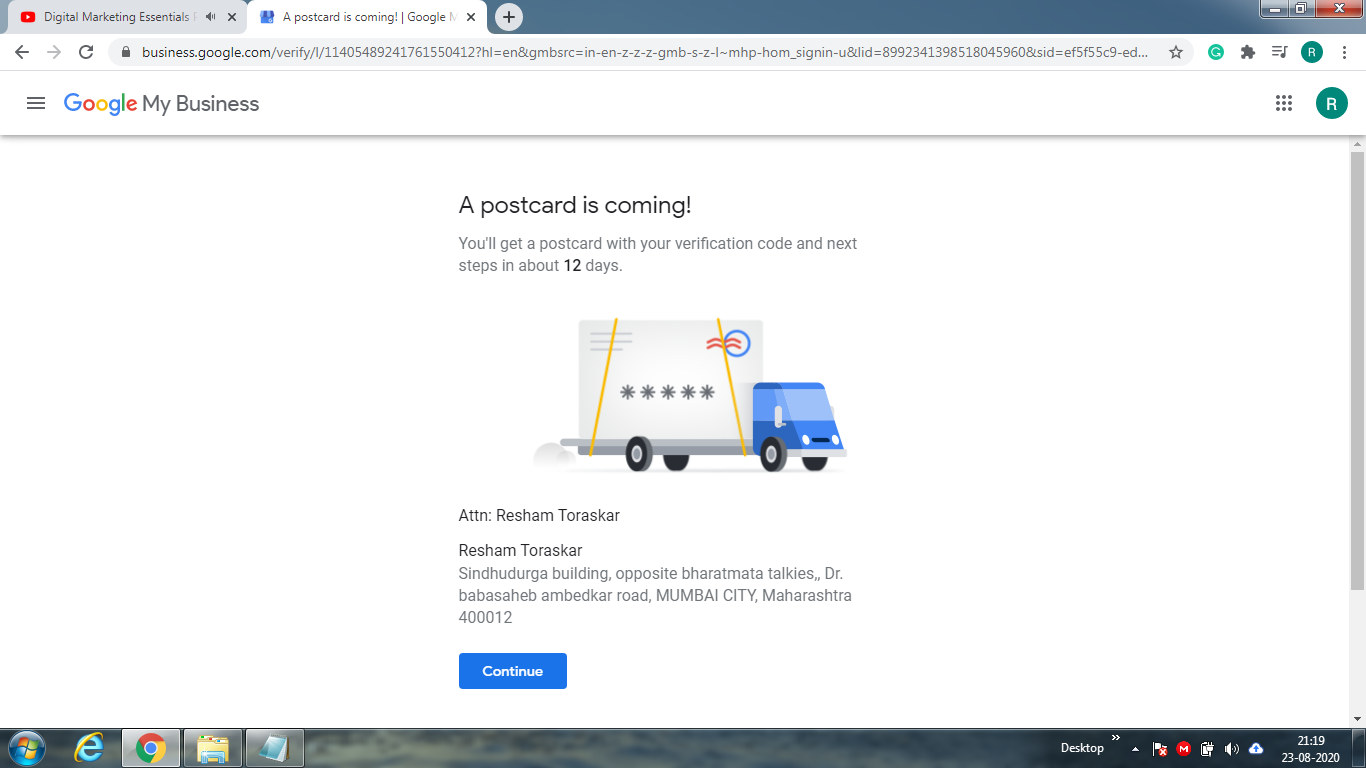 Digital Marketing Essentials
A postcard is coming! | Google M
business.google.com/verify/l/11405489241761550412?hl=en&gmbsrc=in-en-z-z-z-gmb-s-z-l~mhp-hom_signin-u&lid=8992341398518045960&sid=ef5f55c9-ed...
R
Google My Business
R
A postcard is coming!
You'll get a postcard with your verification code and next
steps in about 12 days.
*****
Attn: Resham Toraskar
Resham Toraskar
Sindhudurga building, opposite bharatmata talkies,, Dr.
babasaheb ambedkar road, MUMBAI CITY, Maharashtra
400012
Continue
Desktop
21:19
23-08-2020